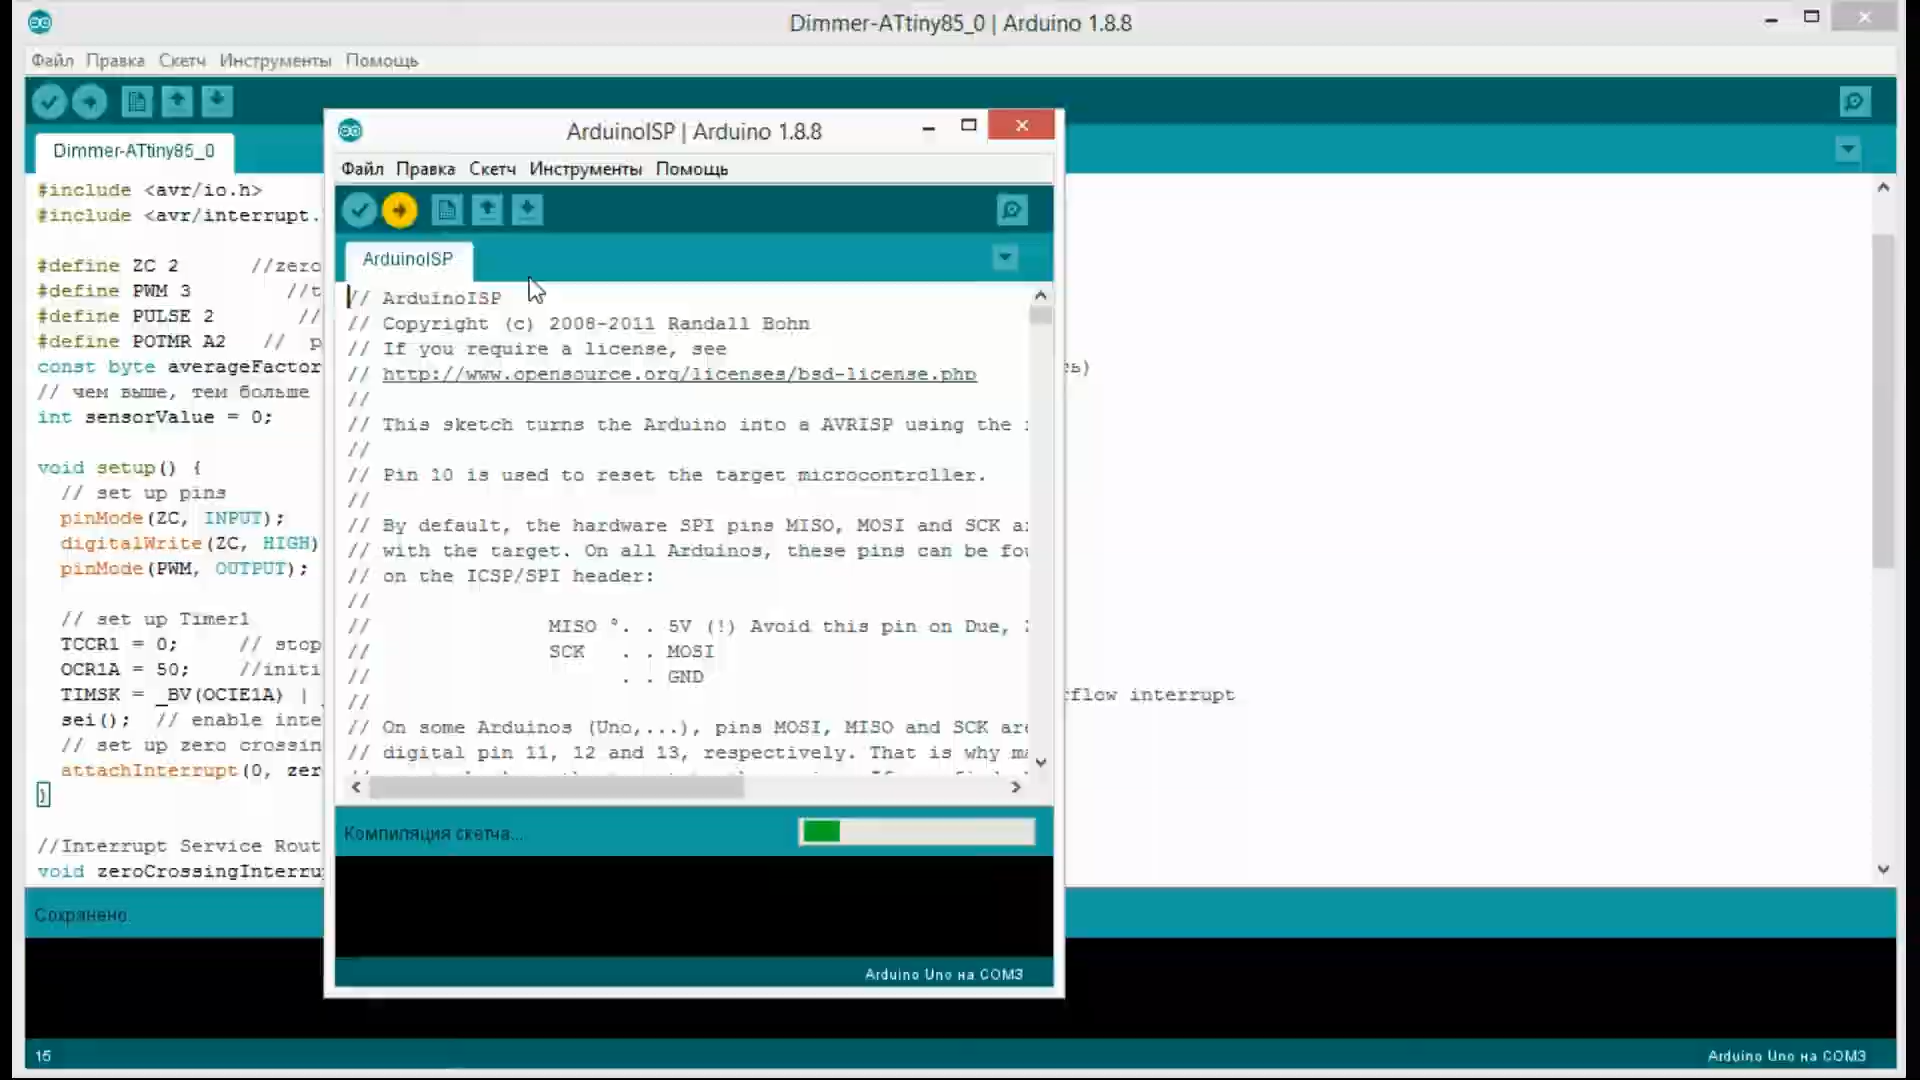 Dimmer-ATtiny85_0 | Arduino 1.8.8
Файл Правка Скетч Инструменты Помощь
Dimmer-ATtiny85_0
#include <avr/io.h>
#include <avr/interrupt.
#define ZC 2 //zero
#define PWM 3 //t
#define PULSE 2 //
#define POTMR A2 // p
const byte averageFactor
// чем выше, тем больше
int sensorValue = 0;
void setup() {
// set up pins
pinMode(ZC, INPUT);
digitalWrite(ZC, HIGH)
pinMode(PWM, OUTPUT);
// set up Timer1
TCCR1 = 0; // stop
OCR1A = 50; //initi
TIMSK = _BV(OCIE1A) | rflow interrupt
sei(); // enable inte
// set up zero crossin
attachInterrupt(0, zer
}
//Interrupt Service Rout
void zeroCrossingInterru
Сохранено.
15
Arduino Uno на COM3
ArduinoISP | Arduino 1.8.8
Файл Правка Скетч Инструменты Помощь
ArduinoISP
// ArduinoISP
// Copyright (c) 2008-2011 Randall Bohn
// If you require a license, see
// http://www.opensource.org/licenses/bsd-license.php
//
// This sketch turns the Arduino into a AVRISP using the
//
// Pin 10 is used to reset the target microcontroller.
//
// By default, the hardware SPI pins MISO, MOSI and SCK a
// with the target. On all Arduinos, these pins can be fou
// on the ICSP/SPI header:
//
// MISO °. . 5V (!) Avoid this pin on Due,
// SCK . . MOSI
// . . GND
//
// On some Arduinos (Uno,...), pins MOSI, MISO and SCK are
// digital pin 11, 12 and 13, respectively. That is why m
Компиляция скетча...
Arduino Uno на COM3